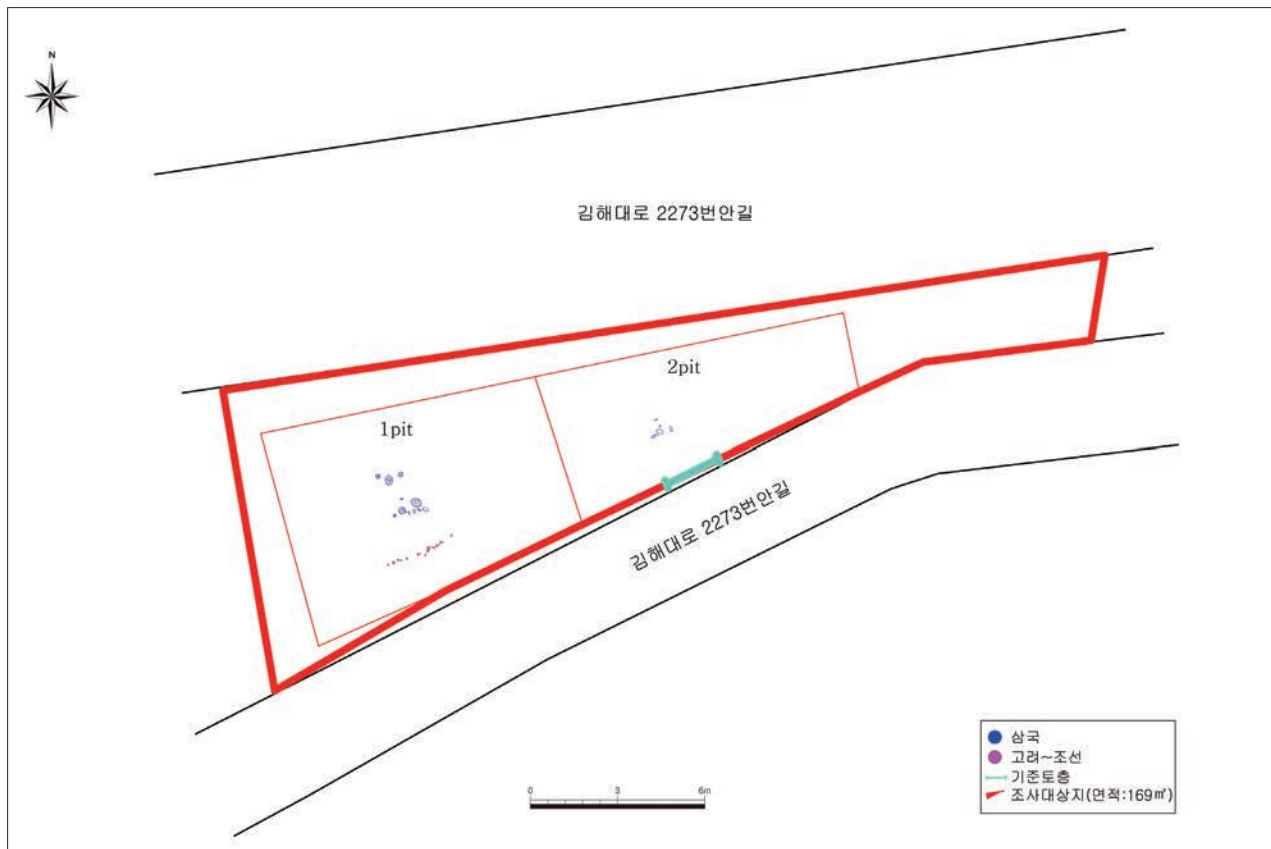 N
김해대로 2273번안길
2pit
1pit
김해대로 2273번안길
삼국
고려~조선
기준토층
조사대상지(면적:169㎡)
0 3 6m